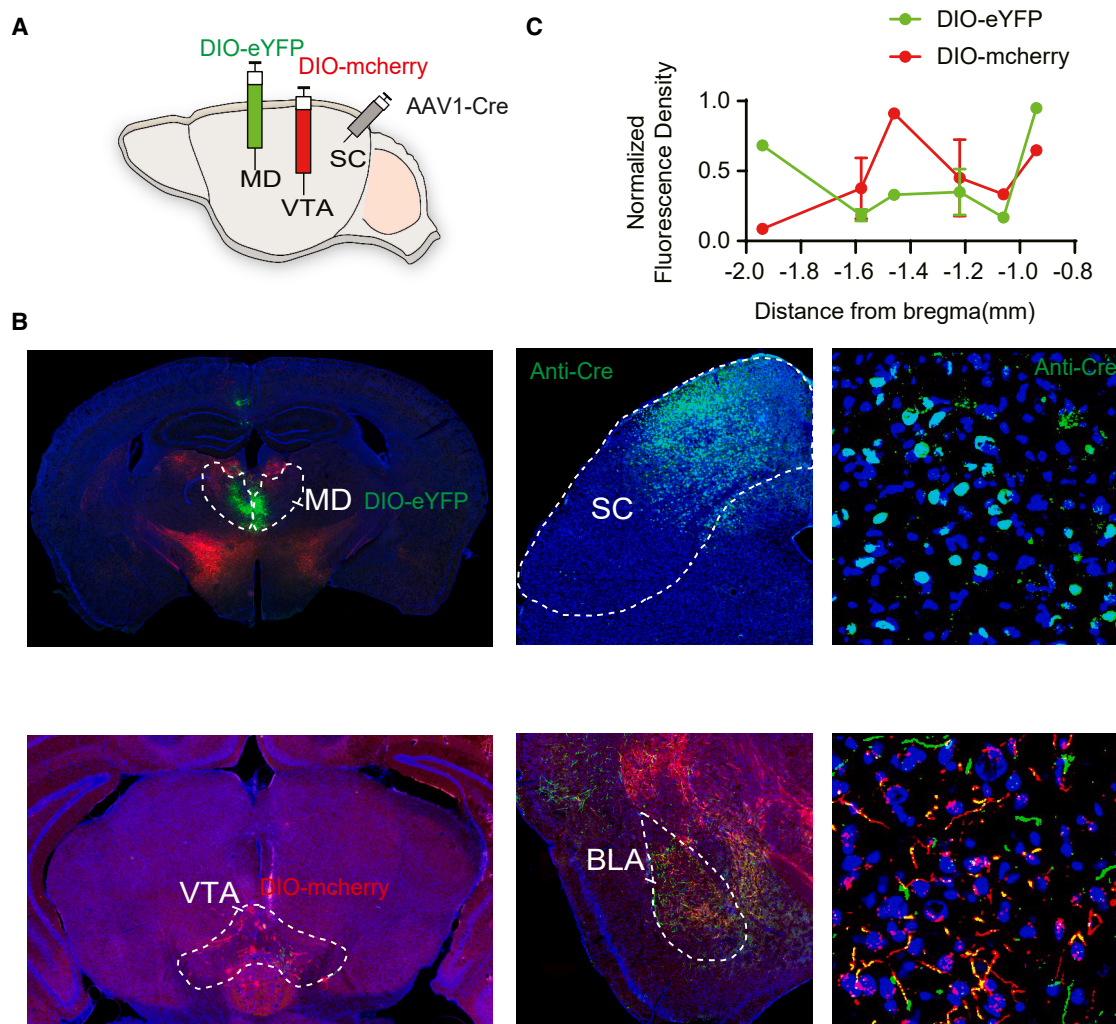 A
DIO-eYFP
DIO-mcherry
AAV1-Cre
MD
VTA
SC
C
DIO-eYFP
DIO-mcherry
Normalized
Fluorescence Density
1.0
0.5
0.0
-2.0 -1.8 -1.6 -1.4 -1.2 -1.0 -0.8
Distance from bregma(mm)
B
MD DIO-eYFP
Anti-Cre
SC
Anti-Cre
VTA DIO-mcherry
BLA